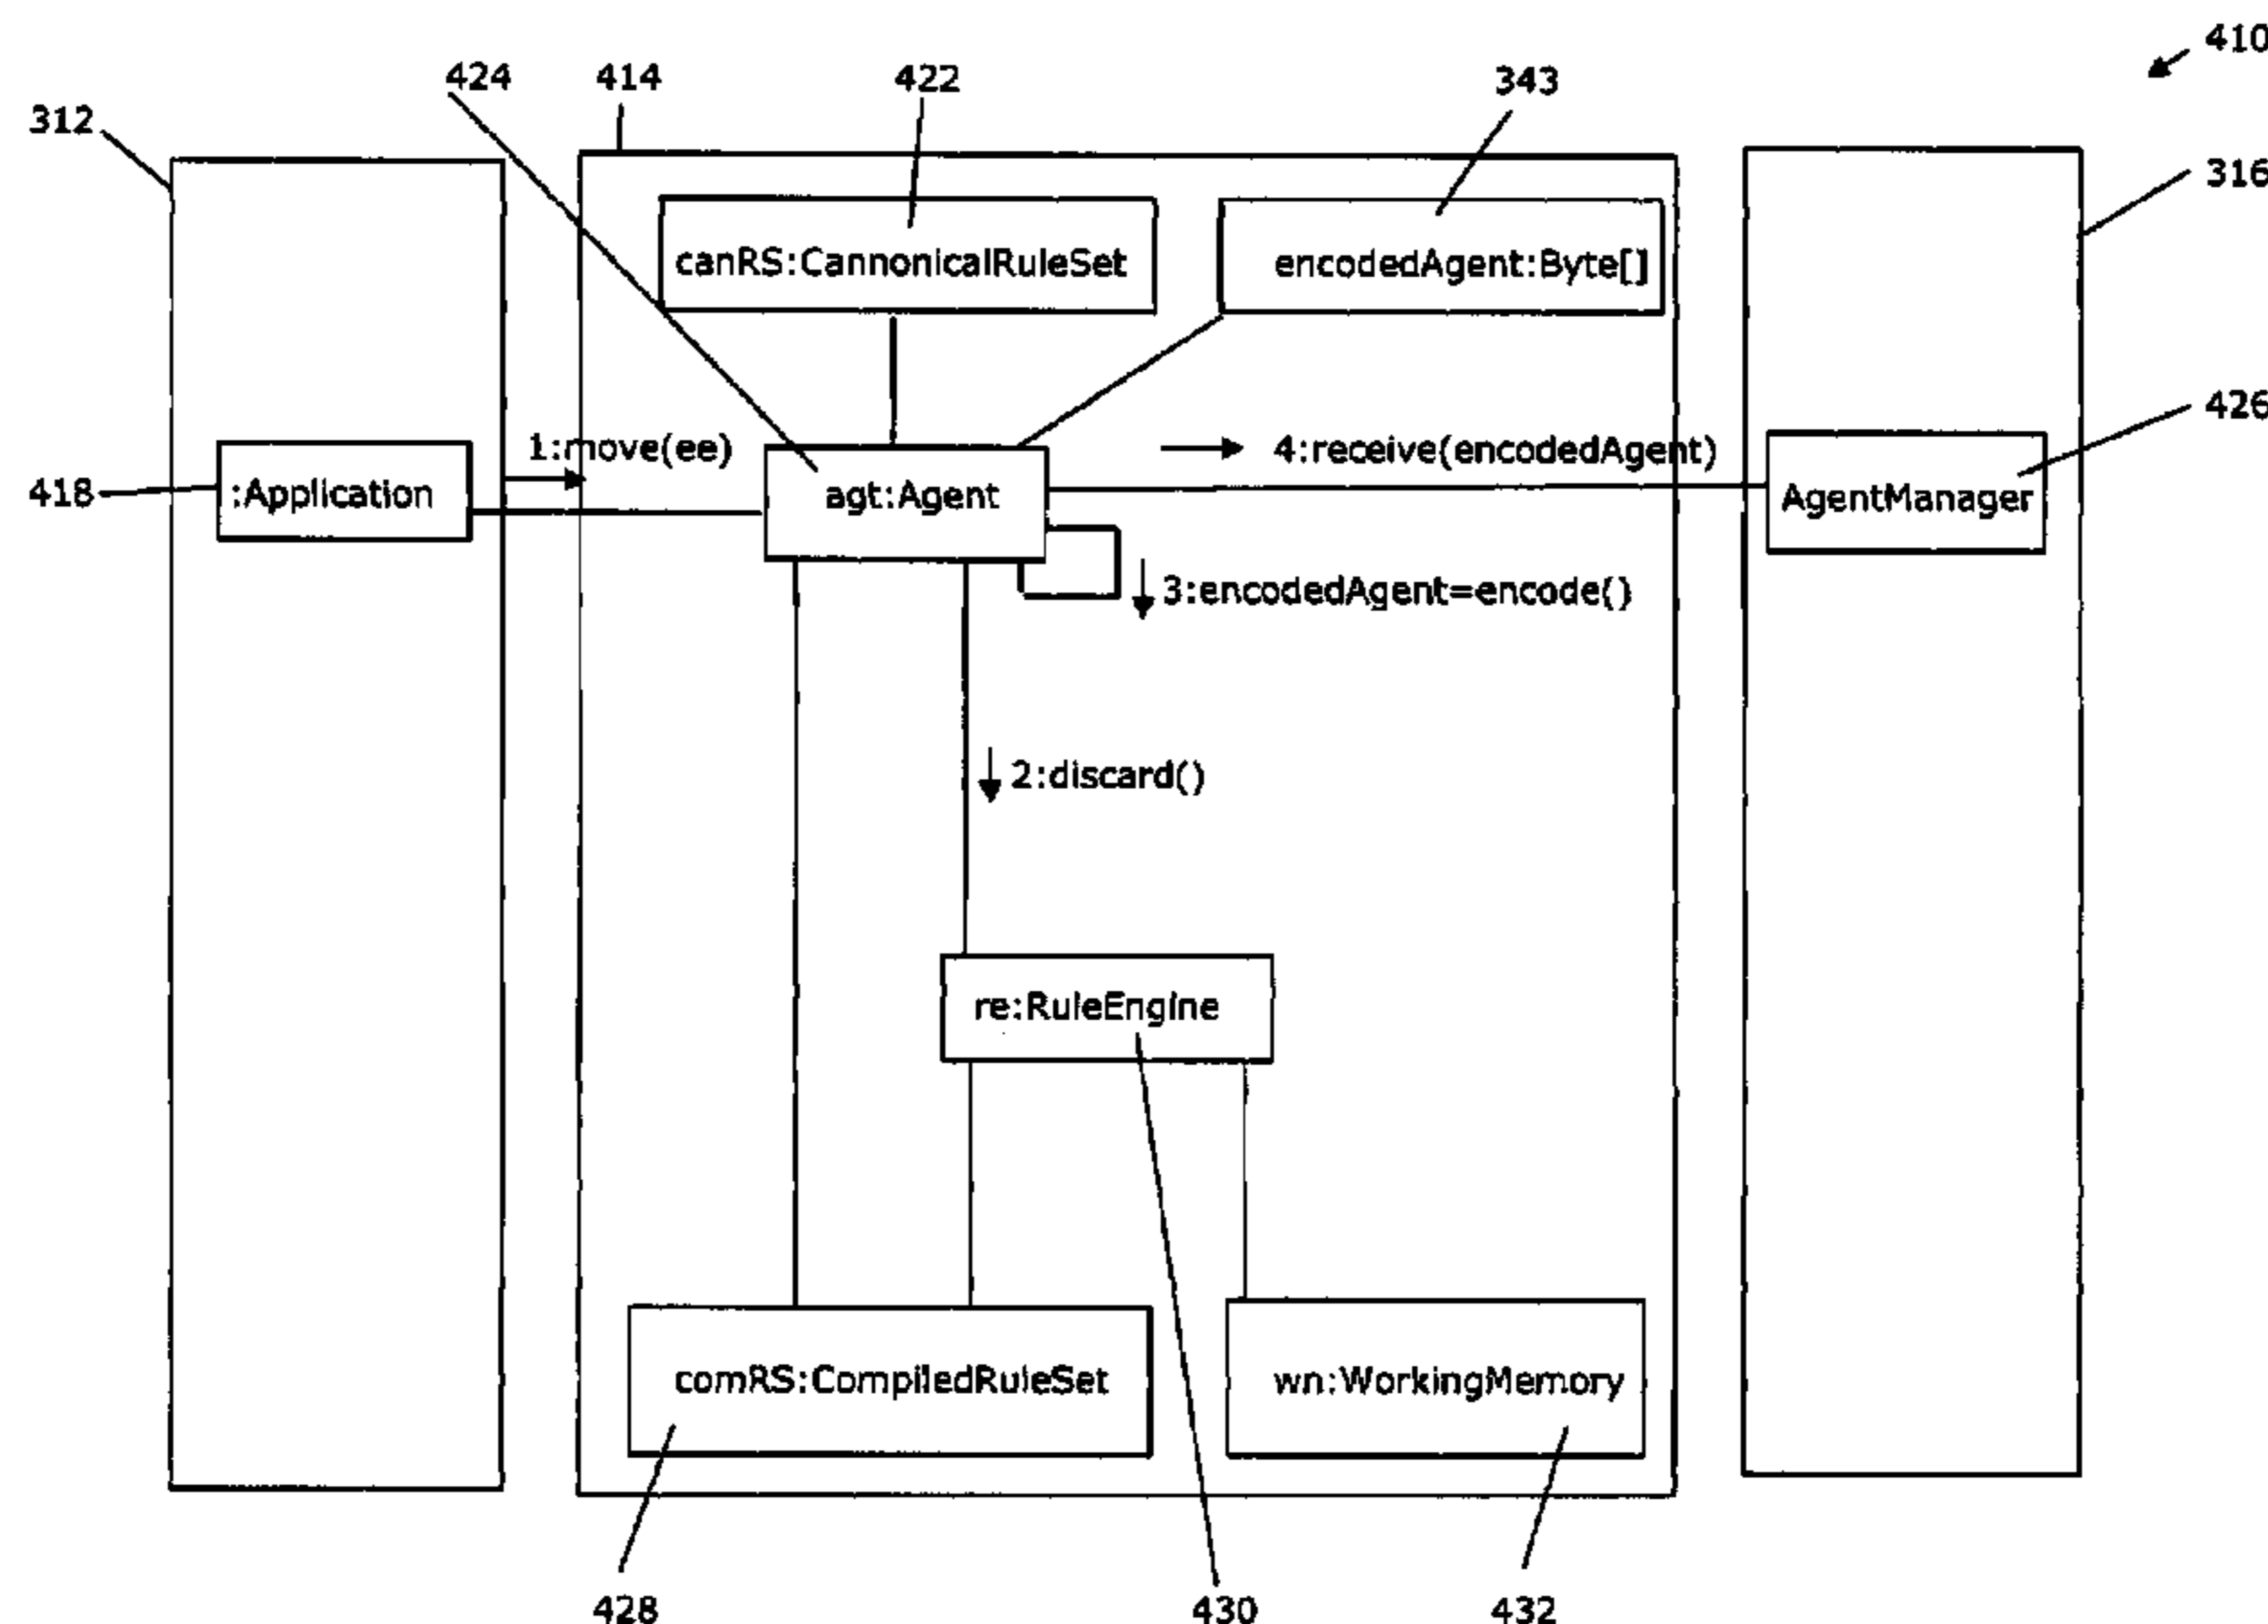 410
424
414
422
343
312
316
canRS:CannonicalRuleSet
encodedAgent:Byte[]
426
1:move(ee)
4:receive(encodedAgent)
418
:Application
agt:Agent
AgentManager
3:encodedAgent=encode()
2:discard()
re:RuleEngine
comRS:CompiledRuleSet
wn:WorkingMemory
428
430
432